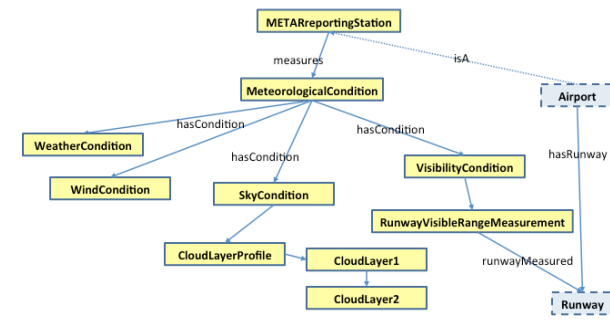 METARreportingStation
measures
isA
MeteorologicalCondition
Airport
hasCondition
hasCondition
WeatherCondition
hasCondition
hasRunway
VisibilityCondition
WindCondition
SkyCondition
RunwayVisibleRangeMeasurement
CloudLayerProfile
CloudLayer1
runwayMeasured
CloudLayer2
Runway